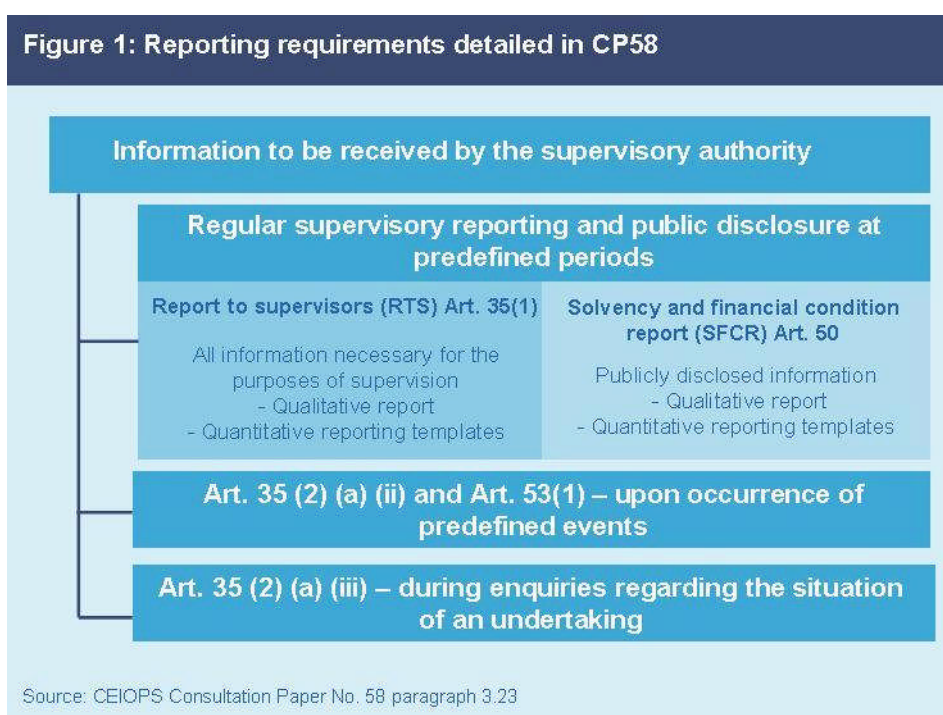 Figure 1: Reporting requirements detailed in CP58
Information to be received by the supervisory authority
Regular supervisory reporting and public disclosure at
predefined periods
Report to supervisors (RTS) Art. 35(1)
All information necessary for the
purposes of supervision
- Qualitative report
- Quantitative reporting templates
Solvency and financial condition
report (SFCR) Art. 50
Publicly disclosed information
- Qualitative report
- Quantitative reporting templates
Art. 35 (2) (a) (ii) and Art. 53(1) – upon occurrence of
predefined events
Art. 35 (2) (a) (iii) – during enquiries regarding the situation
of an undertaking
Source: CEIOPS Consultation Paper No. 58 paragraph 3.23